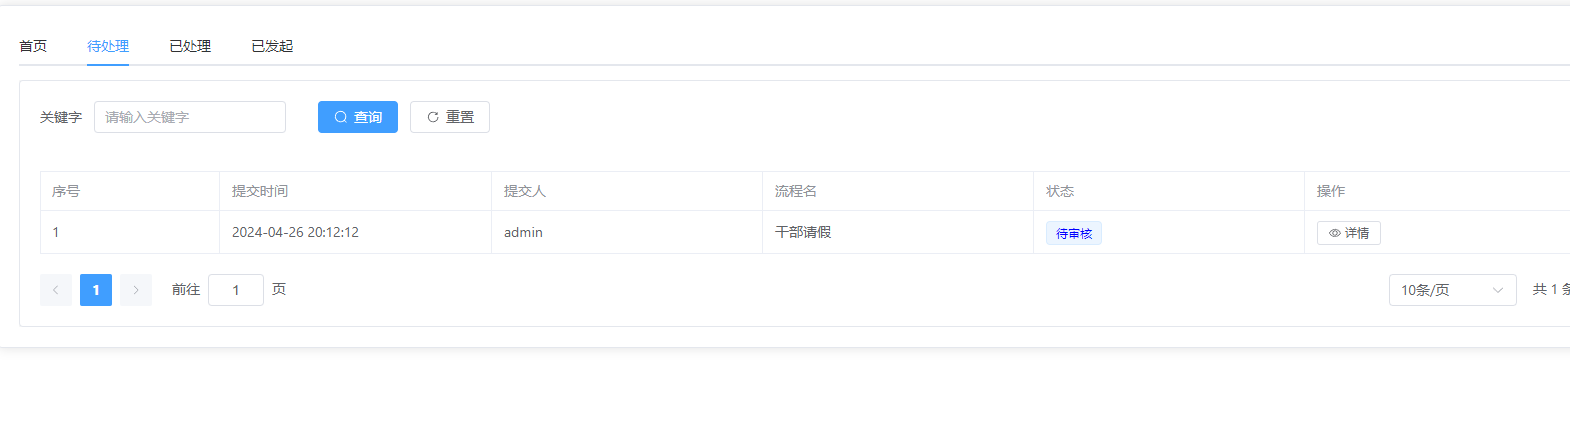 首页 待处理 已处理 已发起
关键字 请输入关键字 查询 重置
序号 提交时间 提交人 流程名 状态 操作
1 2024-04-26 20:12:12 admin 干部请假 待审核 详情
1 前往 1 页 10条/页 共 1 条